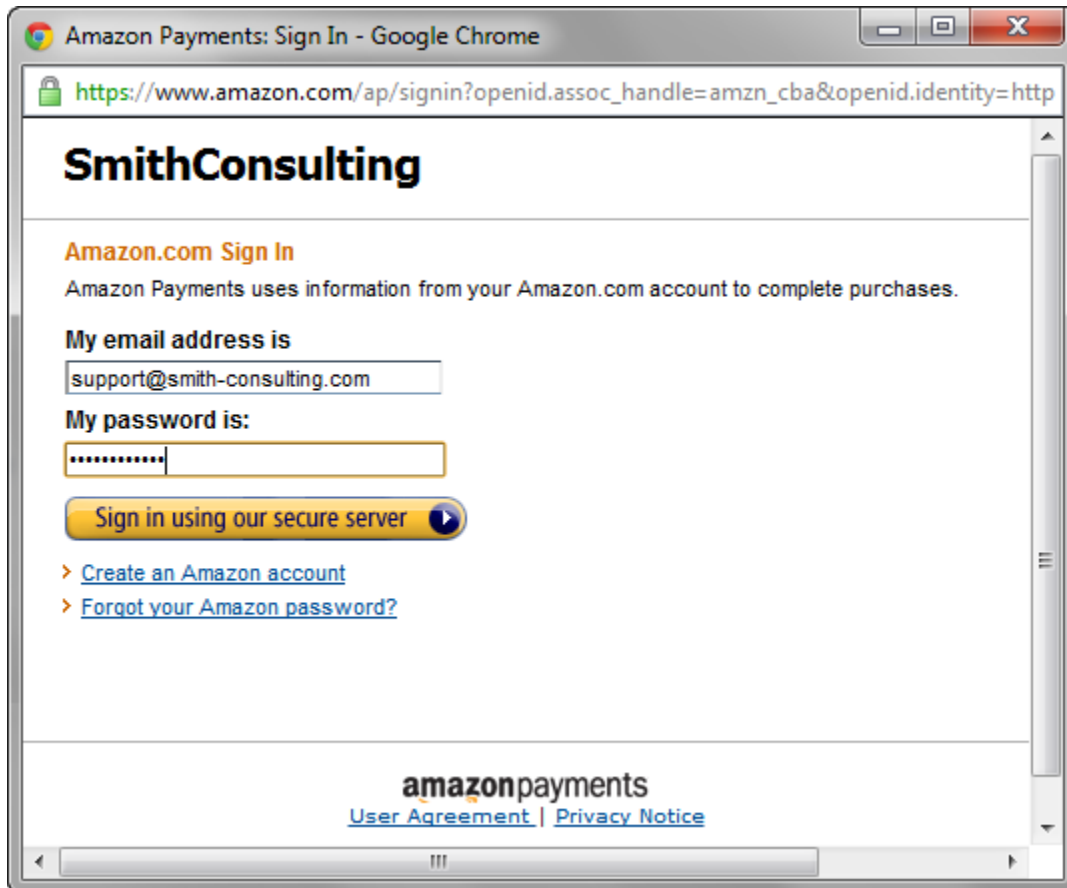 Amazon Payments: Sign In - Google Chrome
https://www.amazon.com/ap/signin?openid.assoc_handle=amzn_cba&openid.identity=http
SmithConsulting
Amazon.com Sign In
Amazon Payments uses information from your Amazon.com account to complete purchases.
My email address is
support@smith-consulting.com
My password is:
••••••••••••
Sign in using our secure server
Create an Amazon account
Forgot your Amazon password?
amazonpayments
User Agreement | Privacy Notice